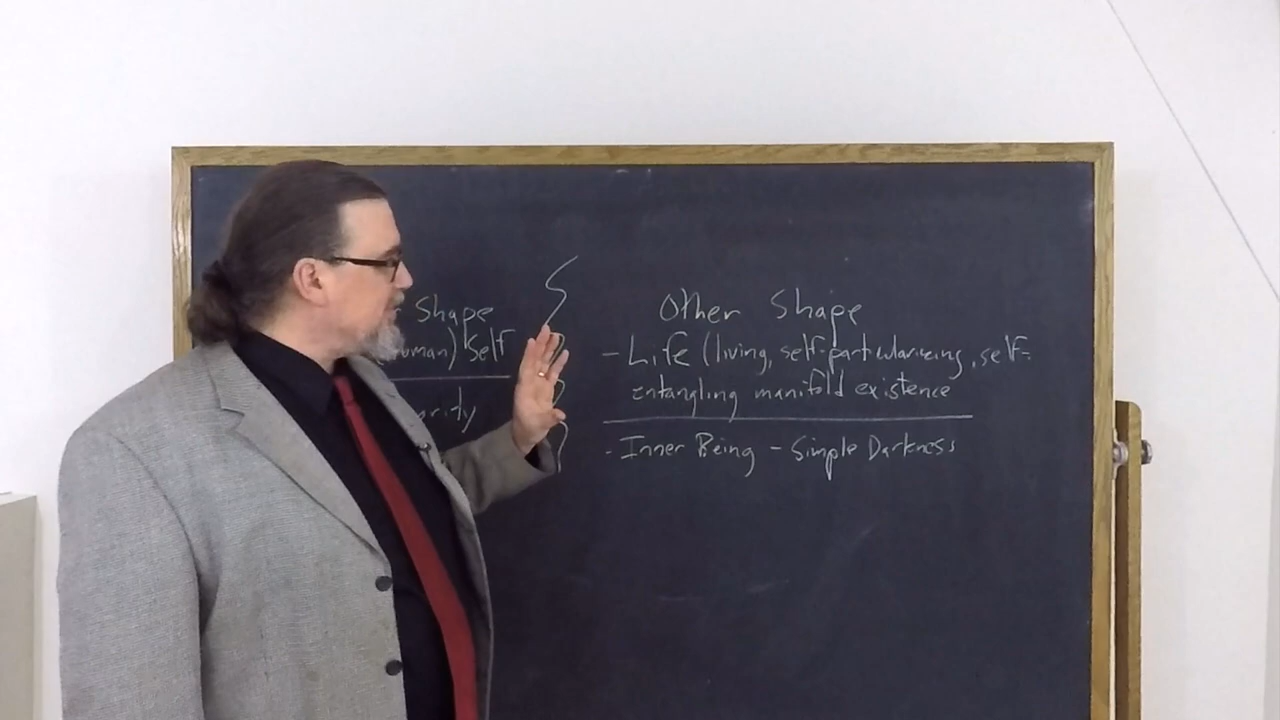 Shape
Self
Other Shape
- Life (living, self-particularizing, self-
entangling manifold existence
- Inner Being - Simple Darkness